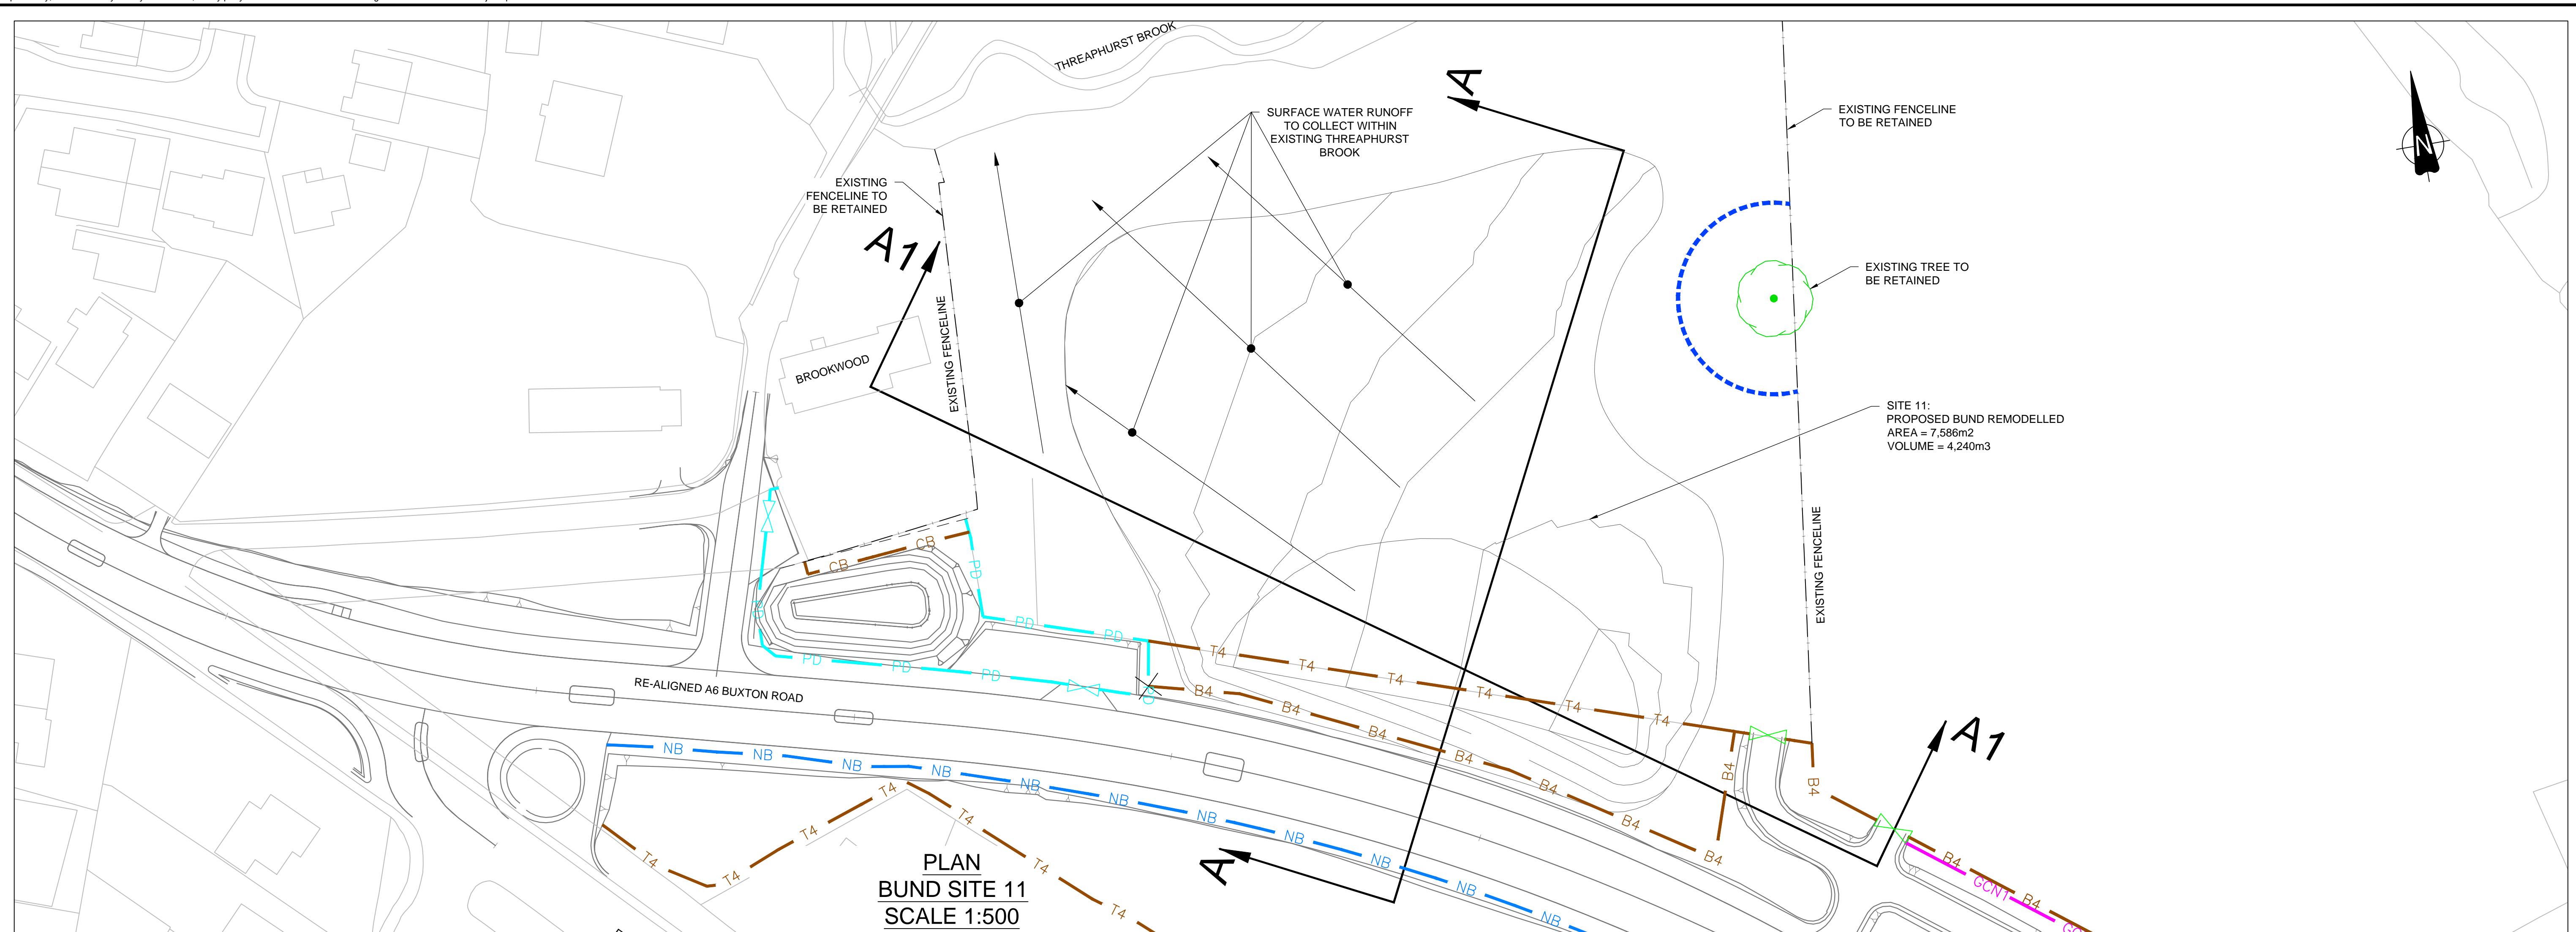 THREAPHURST BROOK
A
SURFACE WATER RUNOFF
TO COLLECT WITHIN
EXISTING THREAPHURST
BROOK
EXISTING FENCELINE
TO BE RETAINED
N
EXISTING
FENCELINE TO
BE RETAINED
A1
EXISTING TREE TO
BE RETAINED
BROOKWOOD
EXISTING FENCELINE
SITE 11:
PROPOSED BUND REMODELLED
AREA = 7,586m2
VOLUME = 4,240m3
EXISTING FENCELINE
CB
CB
PD
PD
PD
PD
PD
PD
PD
T4
T4
T4
T4
T4
T4
RE-ALIGNED A6 BUXTON ROAD
B4
B4
B4
B4
B4
B4
B4
B4
B4
A1
NB
NB
NB
NB
NB
NB
NB
NB
NB
NB
T4
T4
T4
T4
T4
T4
T4
A
B4
B4
GCN1
PLAN
BUND SITE 11
SCALE 1:500